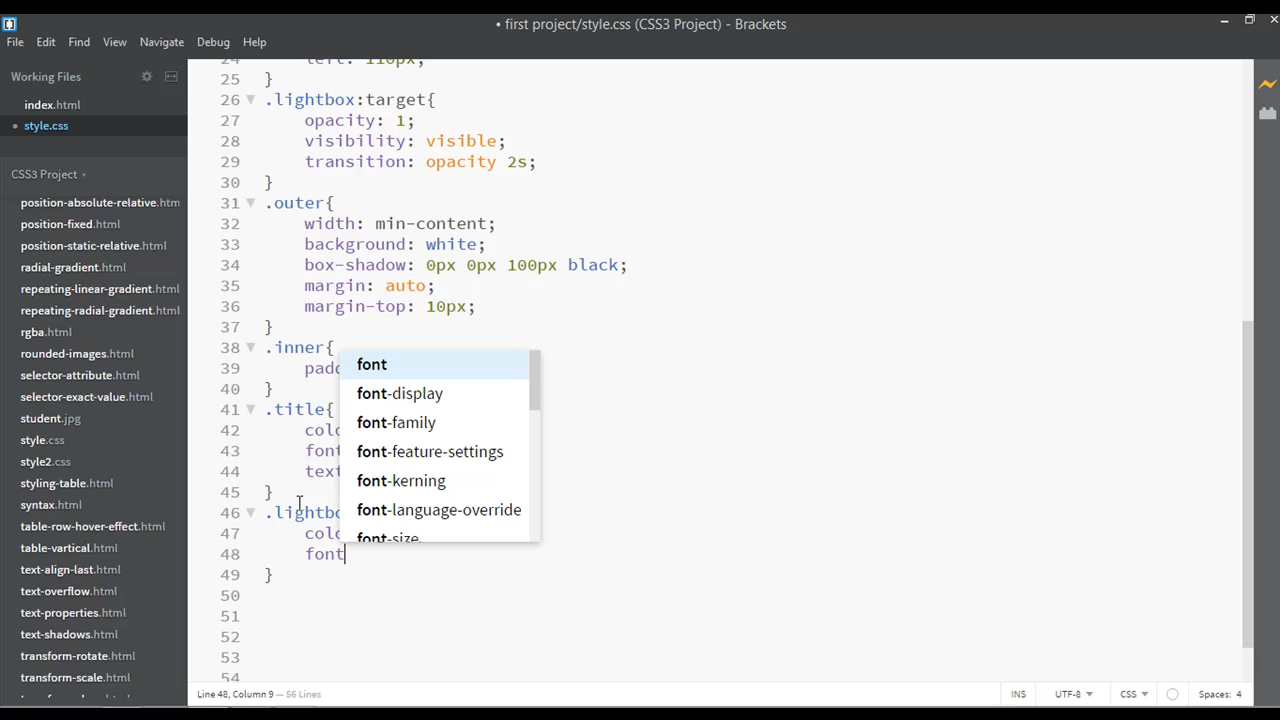 • first project/style.css (CSS3 Project) - Brackets
File Edit Find View Navigate Debug Help
Working Files
index.html
• style.css
CSS3 Project
position-absolute-relative.htm
position-fixed.html
position-static-relative.html
radial-gradient.html
repeating-linear-gradient.html
repeating-radial-gradient.html
rgba.html
rounded-images.html
selector-attribute.html
selector-exact-value.html
student.jpg
style.css
style2.css
styling-table.html
syntax.html
table-row-hover-effect.html
table-vartical.html
text-align-last.html
text-overflow.html
text-properties.html
text-shadows.html
transform-rotate.html
transform-scale.html
24 left: 110px;
25 }
26 .lightbox:target{
27 opacity: 1;
28 visibility: visible;
29 transition: opacity 2s;
30 }
31 .outer{
32 width: min-content;
33 background: white;
34 box-shadow: 0px 0px 100px black;
35 margin: auto;
36 margin-top: 10px;
37 }
38 .inner{
39 padd
40 }
41 .title{
42 colo
43 font
44 text
45 }
46 .lightbo
47 colo
48 font
49 }
50
51
52
53
54
font
font-display
font-family
font-feature-settings
font-kerning
font-language-override
font-size
Line 48, Column 9 — 56 Lines
INS UTF-8 CSS Spaces: 4